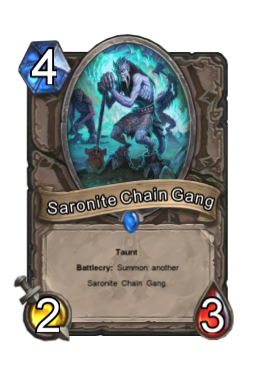 4
Saronite Chain Gang
Taunt
Battlecry: Summon another
Saronite Chain Gang.
2
3